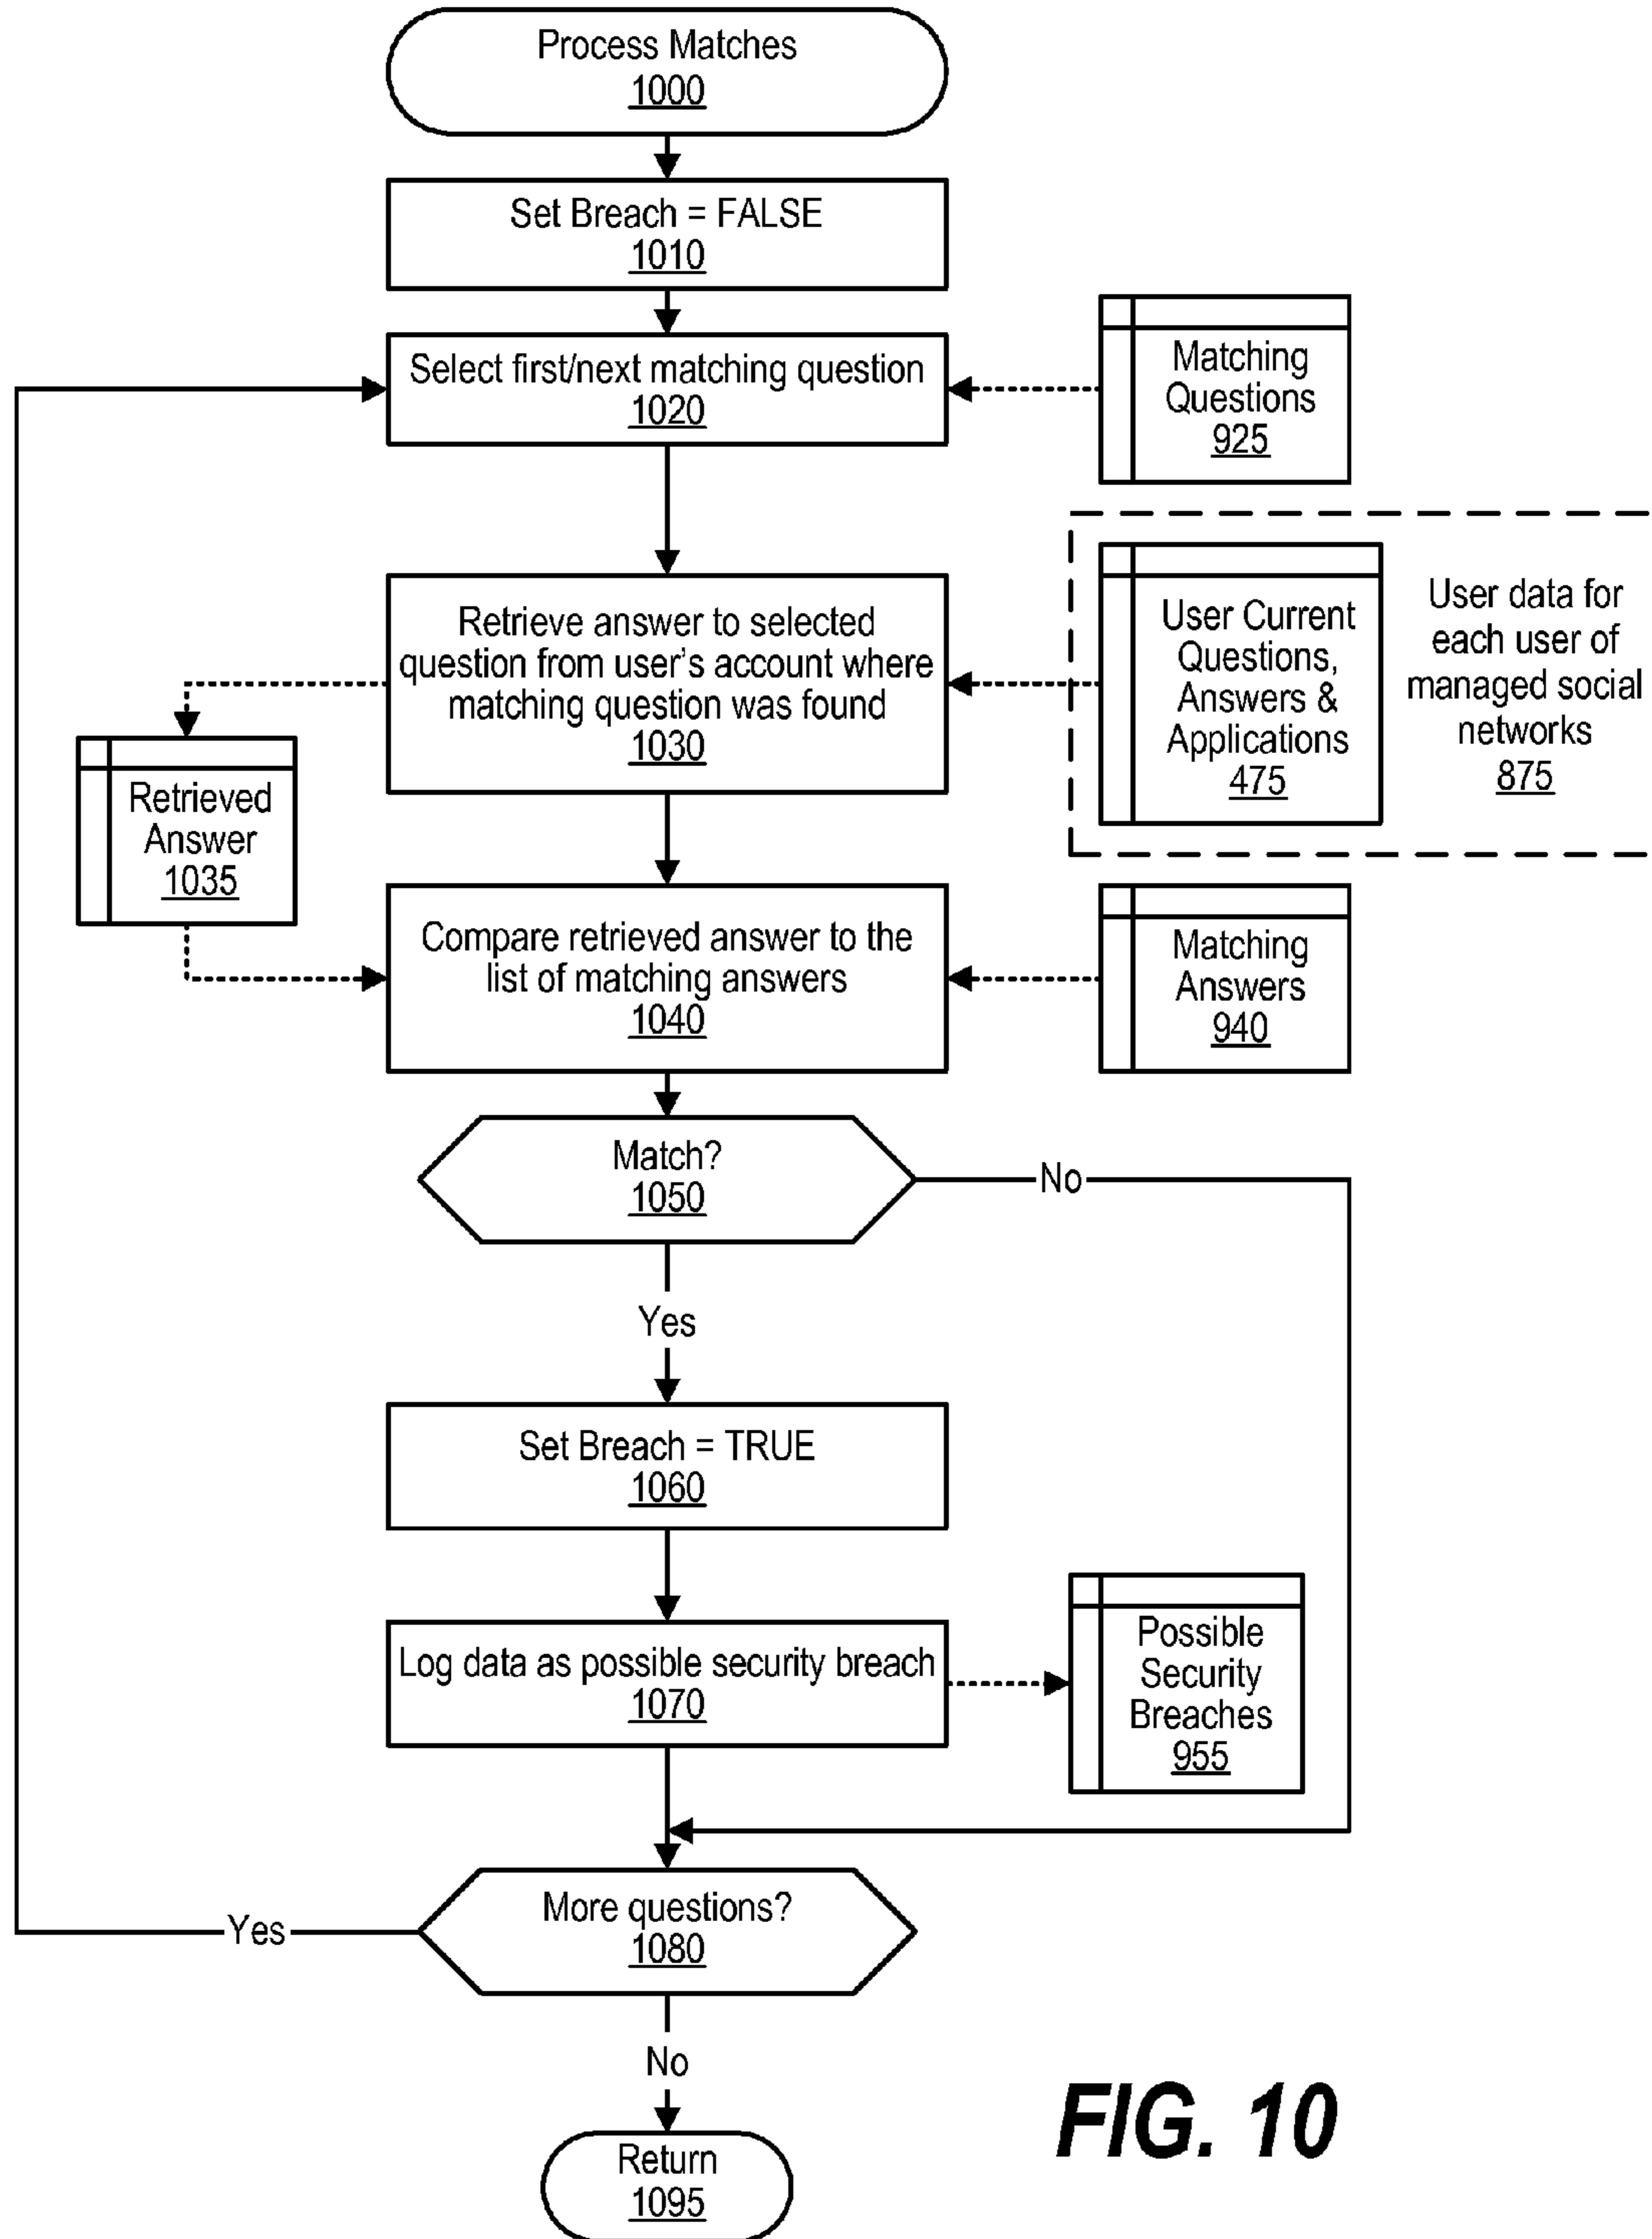 Process Matches
1000
Set Breach = FALSE
1010
Select first/next matching question
1020
Matching
Questions
925
Retrieve answer to selected
question from user's account where
matching question was found
1030
User Current
Questions,
Answers &
Applications
475
User data for
each user of
managed social
networks
875
Retrieved
Answer
1035
Compare retrieved answer to the
list of matching answers
1040
Matching
Answers
940
Match?
1050
No
Yes
Set Breach = TRUE
1060
Log data as possible security breach
1070
Possible
Security
Breaches
955
More questions?
1080
Yes
No
Return
1095
FIG. 10